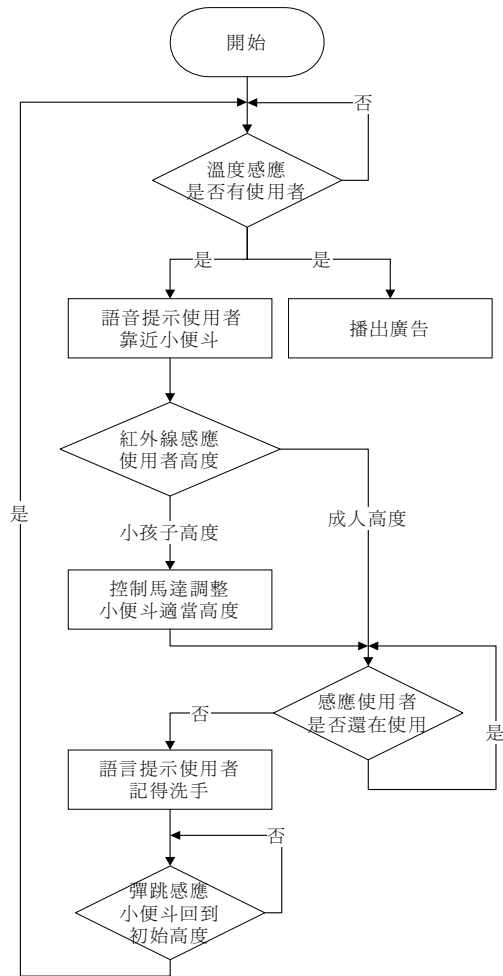 開始
否
溫度感應
是否有使用者
是
是
語音提示使用者
靠近小便斗
播出廣告
紅外線感應
使用者高度
是
小孩子高度
成人高度
控制馬達調整
小便斗適當高度
感應使用者
是否還在使用
否
是
語言提示使用者
記得洗手
否
彈跳感應
小便斗回到
初始高度